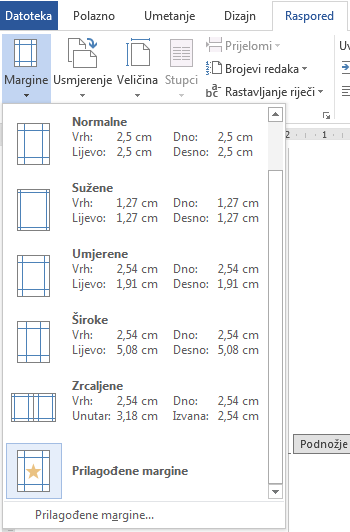 Datoteka Polazno Umetanje Dizajn Raspored
Margine Usmjerenje Veličina Stupci Prijelomi Uv
Brojevi redaka
Rastavljanje riječi
2 1
Normalne
Vrh: 2,5 cm Dno: 2,5 cm
Lijevo: 2,5 cm Desno: 2,5 cm
Sužene
Vrh: 1,27 cm Dno: 1,27 cm
Lijevo: 1,27 cm Desno: 1,27 cm
Umjerene
Vrh: 2,54 cm Dno: 2,54 cm
Lijevo: 1,91 cm Desno: 1,91 cm
Široke
Vrh: 2,54 cm Dno: 2,54 cm
Lijevo: 5,08 cm Desno: 5,08 cm
Zrcaljene
Vrh: 2,54 cm Dno: 2,54 cm
Unutar: 3,18 cm Izvana: 2,54 cm
Podnožje
Prilagođene margine
Prilagođene margine...